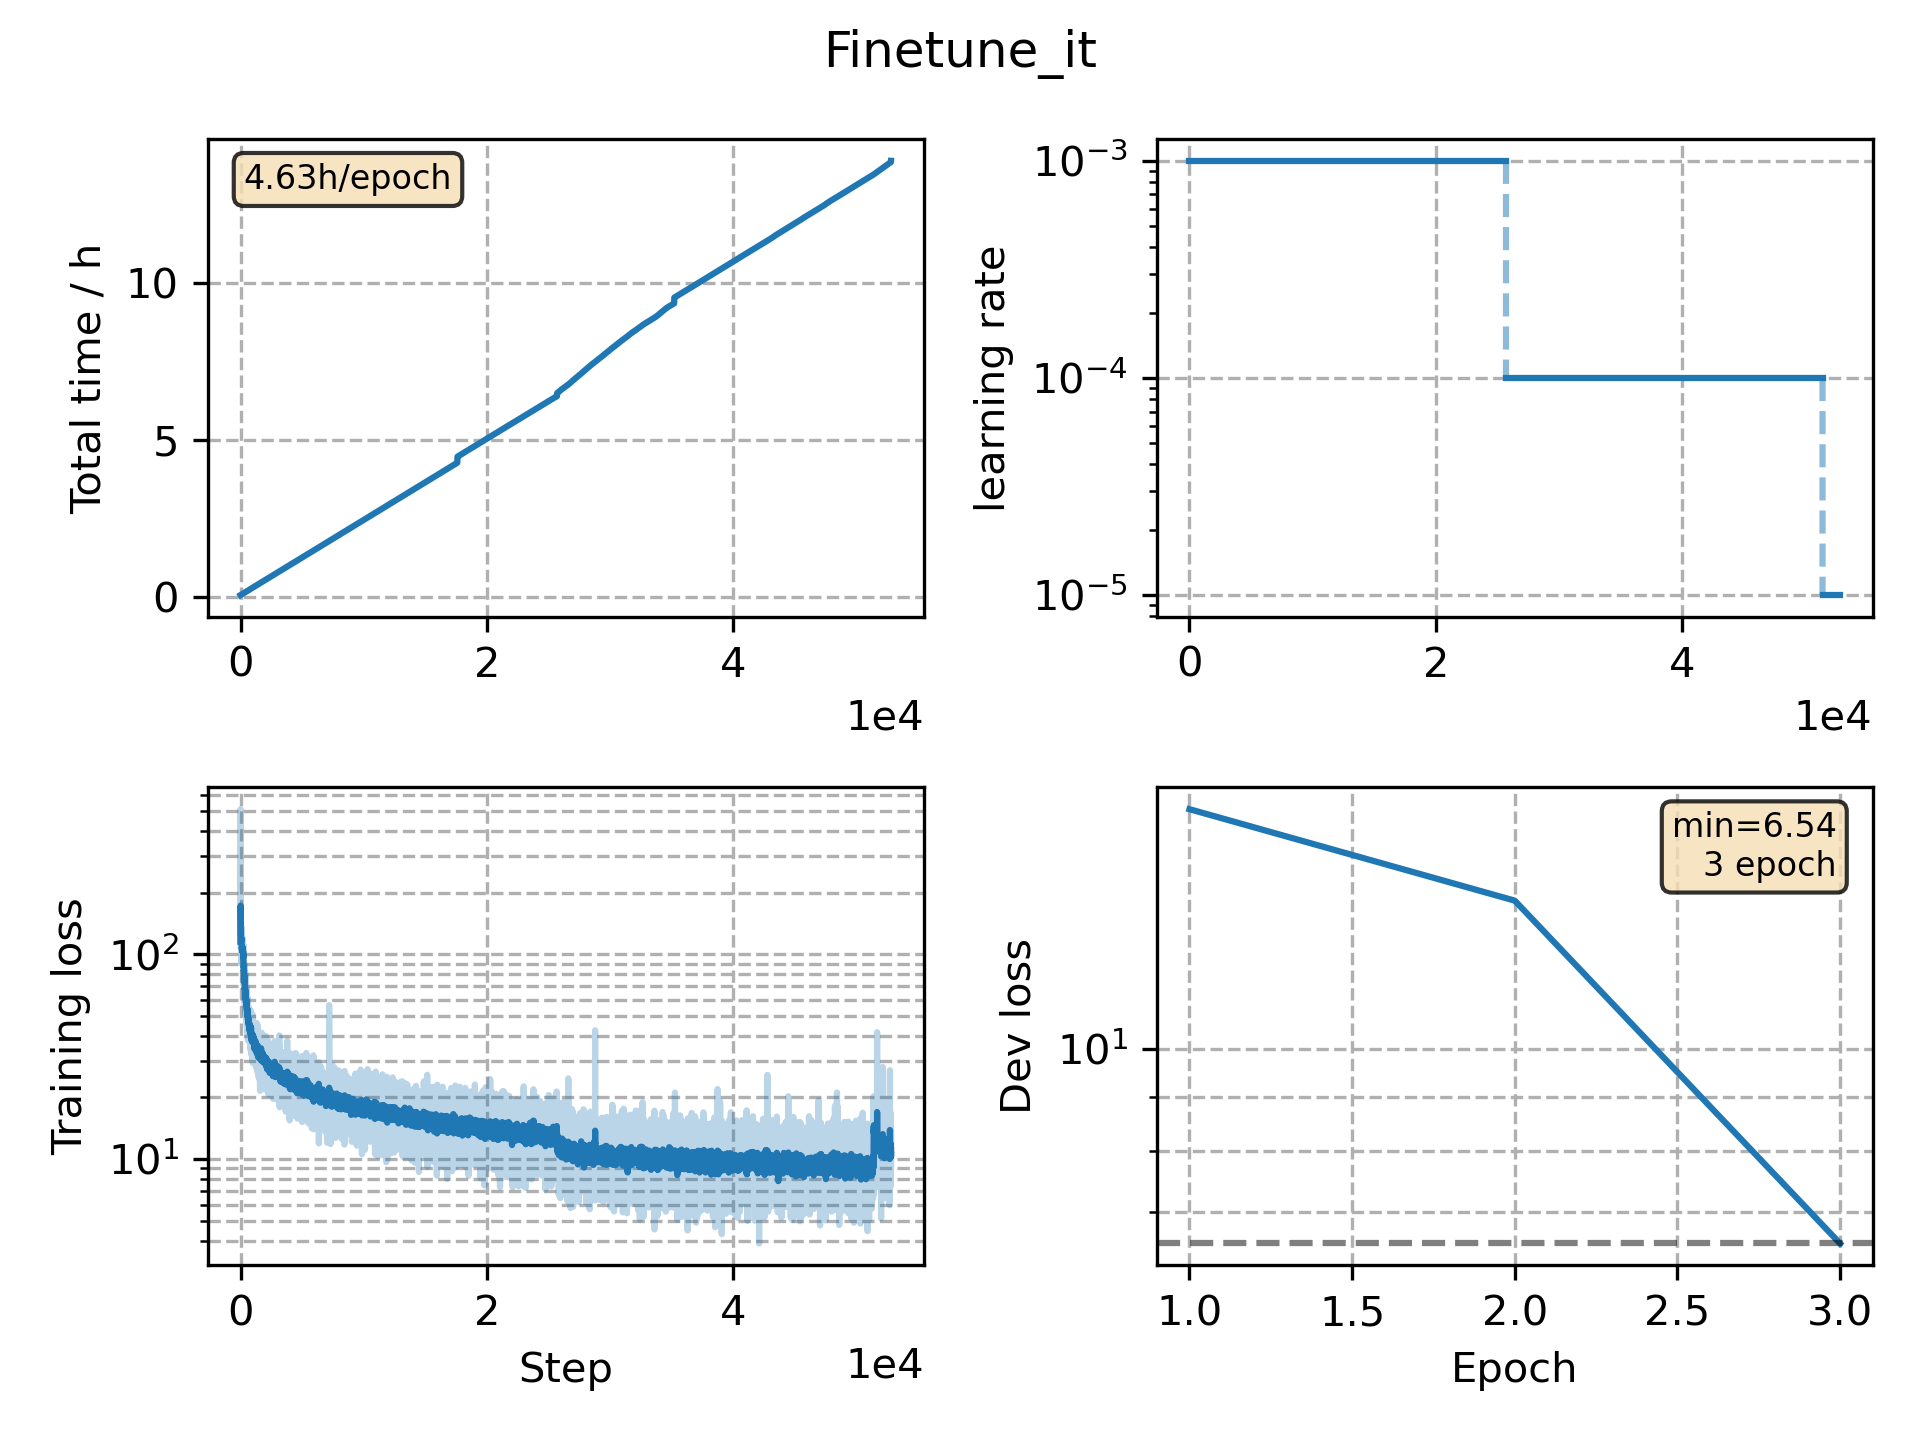 Finetune_it
4.63h/epoch
Total time / h
10
5
0
0
2
4
1e4
learning rate
10⁻³
10⁻⁴
10⁻⁵
0
2
4
1e4
Training loss
10²
10¹
0
2
4
1e4
Step
min=6.54
3 epoch
Dev loss
10¹
1.0
1.5
2.0
2.5
3.0
Epoch